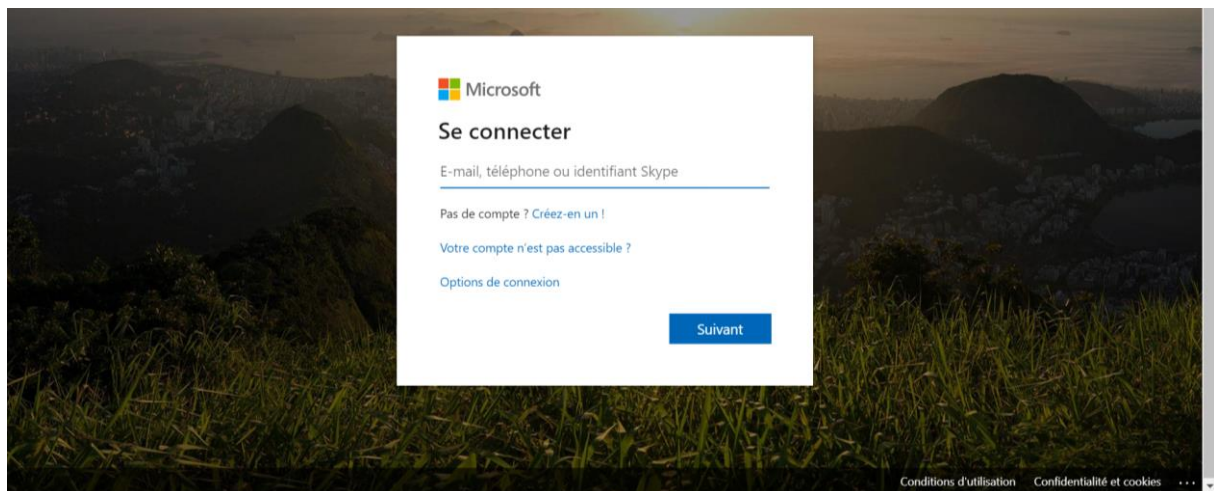 Microsoft
Se connecter
E-mail, téléphone ou identifiant Skype
Pas de compte ? Créez-en un !
Votre compte n'est pas accessible ?
Options de connexion
Suivant
Conditions d'utilisation Confidentialité et cookies ...